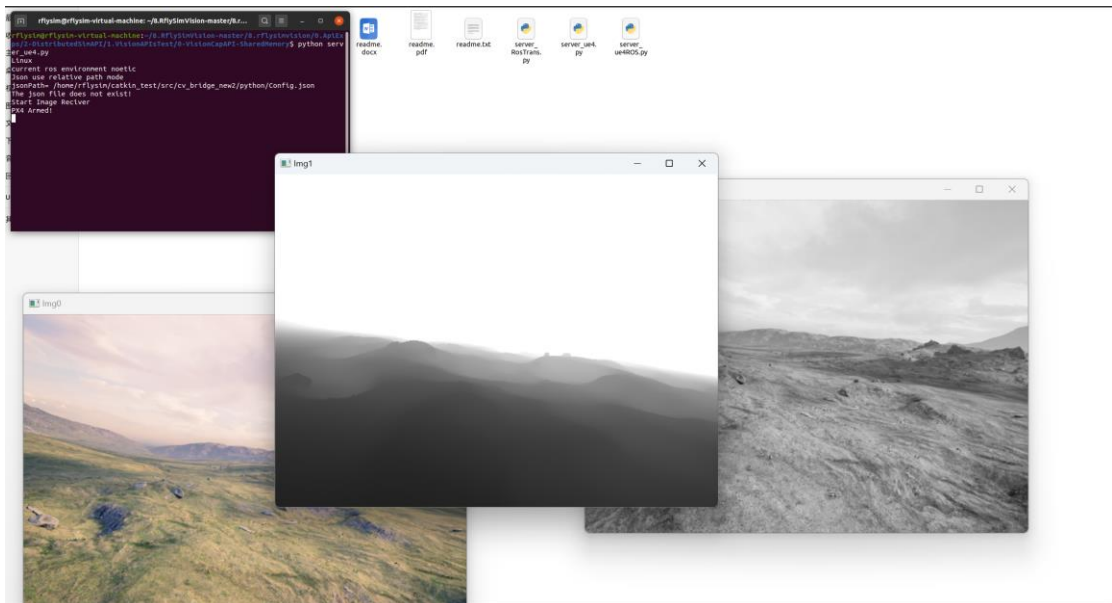 rflysim@rflysim-virtual-machine: ~/8.RflySimVision-master/0.r...
rflysim@rflysim-virtual-machine:~/8.RflySimVision-master/0.rflysimvision/0.ApiEx
ps/2-DistributedSimAPI/1.VisionAPIsTest/0-VisionCapAPI-SharedMemory$ python serv
er_ue4.py
Linux
current ros environment noetic
Json use relative path mode
jsonPath= /home/rflysim/catkin_test/src/cv_bridge_new2/python/Config.json
The json file does not exist!
Start Image Reciver
PX4 Armed!
readme.
docx
readme.
pdf
readme.txt
server_
RosTrans.
py
server_ue4.
py
server_
ue4ROS.py
Img1
Img0